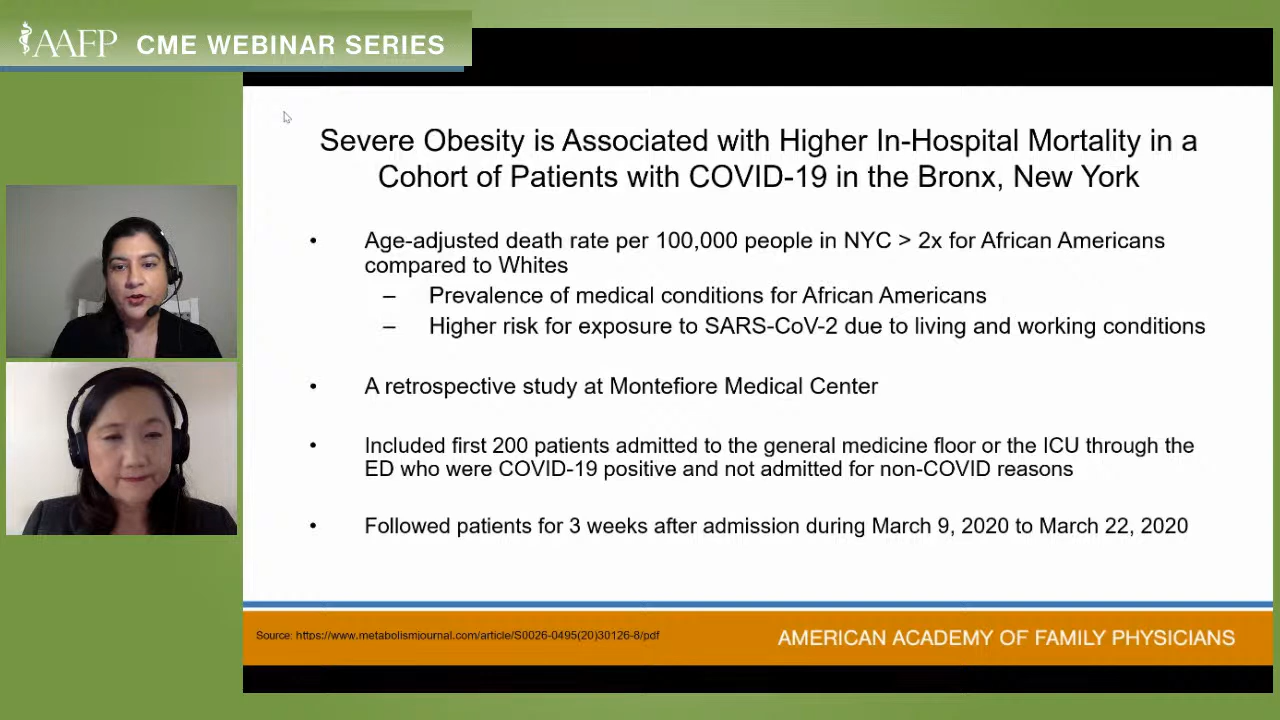 AAFP CME WEBINAR SERIES
Severe Obesity is Associated with Higher In-Hospital Mortality in a
Cohort of Patients with COVID-19 in the Bronx, New York
• Age-adjusted death rate per 100,000 people in NYC > 2x for African Americans
compared to Whites
– Prevalence of medical conditions for African Americans
– Higher risk for exposure to SARS-CoV-2 due to living and working conditions
• A retrospective study at Montefiore Medical Center
• Included first 200 patients admitted to the general medicine floor or the ICU through the
ED who were COVID-19 positive and not admitted for non-COVID reasons
• Followed patients for 3 weeks after admission during March 9, 2020 to March 22, 2020
Source: https://www.metabolismjournal.com/article/S0026-0495(20)30126-8/pdf
AMERICAN ACADEMY OF FAMILY PHYSICIANS